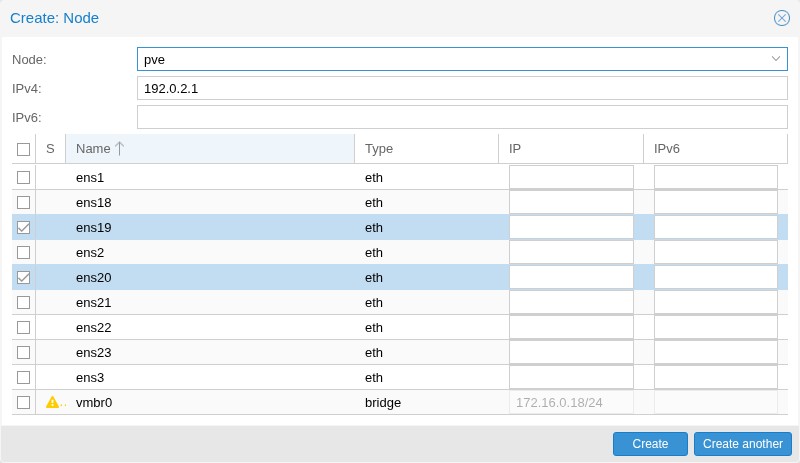 Create: Node
Node: pve
IPv4: 192.0.2.1
IPv6:
S Name Type IP IPv6
ens1 eth
ens18 eth
ens19 eth
ens2 eth
ens20 eth
ens21 eth
ens22 eth
ens23 eth
ens3 eth
vmbr0 bridge 172.16.0.18/24
Create Create another